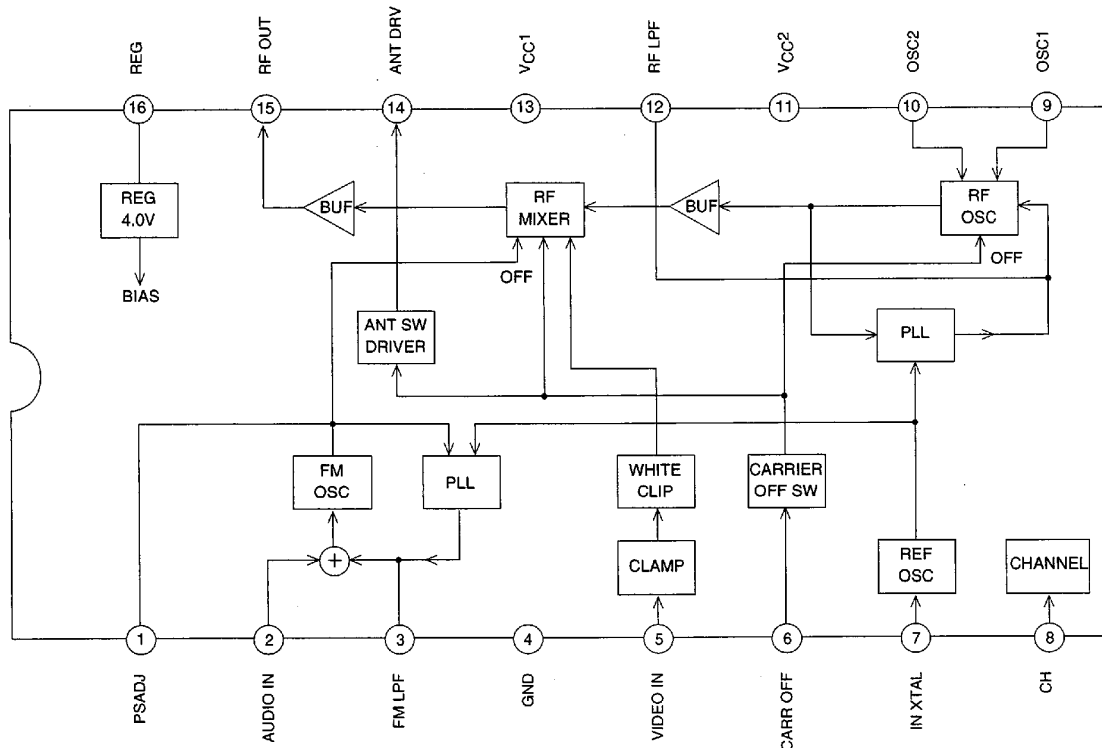 REG
RF OUT
ANT DRV
VCC1
RF LPF
VCC2
OSC2
OSC1
16
15
14
13
12
11
10
9
REG
4.0V
BUF
RF
MIXER
BUF
RF
OSC
OFF
OFF
BIAS
ANT SW
DRIVER
PLL
FM
OSC
PLL
WHITE
CLIP
CARRIER
OFF SW
+
CLAMP
REF
OSC
CHANNEL
1
2
3
4
5
6
7
8
PSADJ
AUDIO IN
FM LPF
GND
VIDEO IN
CARR OFF
IN XTAL
CH